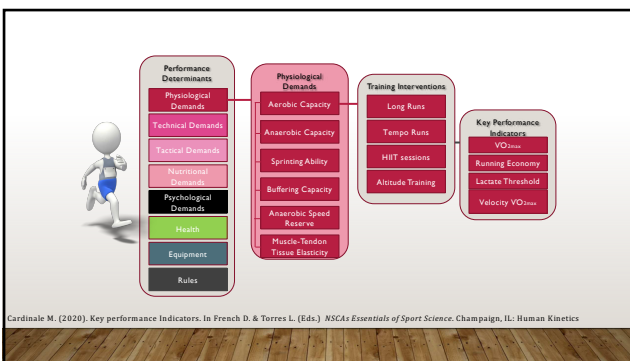 Performance
Determinants
Physiological
Demands
Technical Demands
Tactical Demands
Nutritional
Demands
Psychological
Demands
Health
Equipment
Rules
Physiological
Demands
Aerobic Capacity
Anaerobic Capacity
Sprinting Ability
Buffering Capacity
Anaerobic Speed
Reserve
Muscle-Tendon
Tissue Elasticity
Training Interventions
Long Runs
Tempo Runs
HIIT sessions
Altitude Training
Key Performance
Indicators
VO2max
Running Economy
Lactate Threshold
Velocity VO2max
Cardinale M. (2020). Key performance Indicators. In French D. & Torres L. (Eds.) NSCAs Essentials of Sport Science. Champaign, IL: Human Kinetics